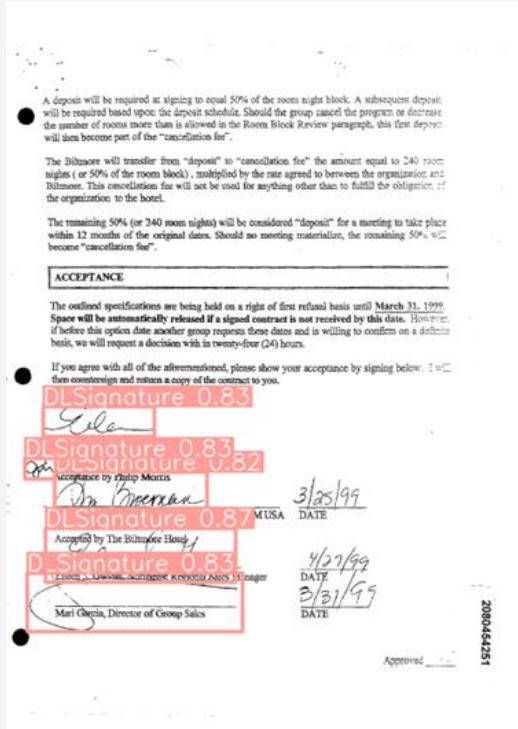 A deposit will be required at signing to equal 50% of the room night block. A subsequent deposit
will be required based upon the deposit schedule. Should the group cancel the program or decrease
the number of rooms more than is allowed in the Room Block Review paragraph, this first deposit
will then become part of the "cancellation fee".
The Biltmore will transfer from "deposit" to "cancellation fee" the amount equal to 240 room
nights ( or 50% of the room block) , multiplied by the rate agreed to between the organization and
Biltmore. This cancellation fee will not be used for anything other than to fulfill the obligation of
the organization to the hotel.
The remaining 50% (or 240 room nights) will be considered "deposit" for a meeting to take place
within 12 months of the original dates. Should no meeting materialize, the remaining 50% will
become "cancellation fee".
ACCEPTANCE
The outlined specifications are being held on a right of first refusal basis until March 31, 1999.
Space will be automatically released if a signed contract is not received by this date. However,
if before this option date another group requests these dates and is willing to confirm on a definite
basis, we will request a decision with in twenty-four (24) hours.
If you agree with all of the aforementioned, please show your acceptance by signing below. I will
then countersign and return a copy of the contract to you.
DLSignature 0.83
DLSignature 0.83
DLSignature 0.82
Acceptance by Philip Morris
3/25/99
DLSignature 0.87
M USA DATE
Accepted by The Biltmore Hotel
DLSignature 0.83
4/27/99
Regional Sales Manager DATE
3/31/99
Mari Garcia, Director of Group Sales DATE
Approved
2080454251